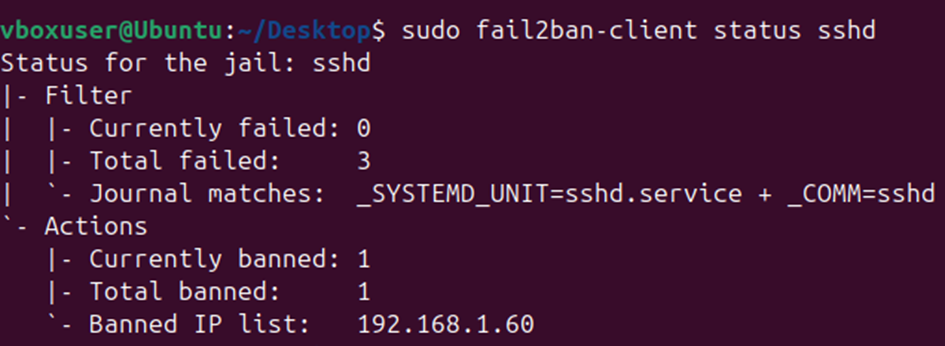 vboxuser@Ubuntu:~/Desktop$ sudo fail2ban-client status sshd
Status for the jail: sshd
|- Filter
|  |- Currently failed: 0
|  |- Total failed:     3
|  `- Journal matches:  _SYSTEMD_UNIT=sshd.service + _COMM=sshd
`- Actions
   |- Currently banned: 1
   |- Total banned:     1
   `- Banned IP list:   192.168.1.60